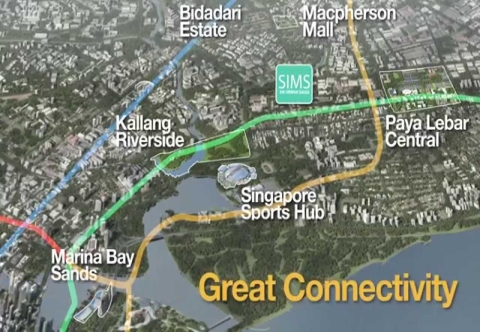 Bidadari
Estate
Macpherson
Mall
SIMS
Kallang
Riverside
Paya Lebar
Central
Singapore
Sports Hub
Marina Bay
Sands
Great Connectivity